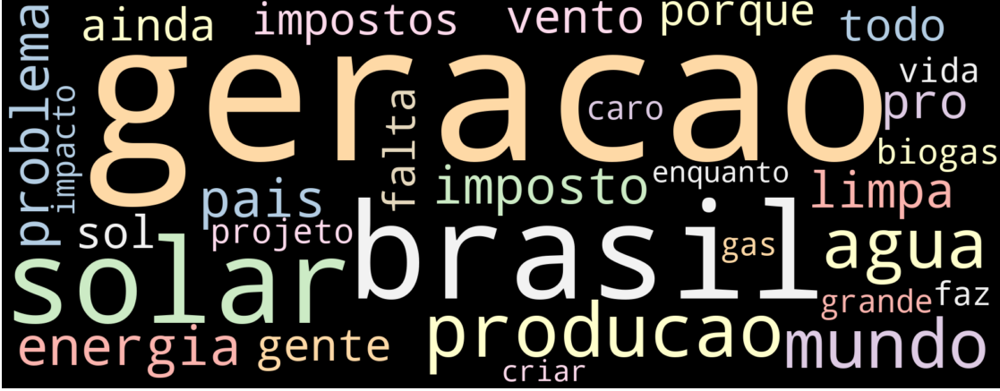 ainda
impostos
vento
porque
todo
problema
geracao
vida
impacto
falta
caro
pro
biogas
pais
imposto
enquanto
limpa
sol
projeto
brasil
gas
agua
solar
grande
faz
energia
gente
producao
mundo
criar